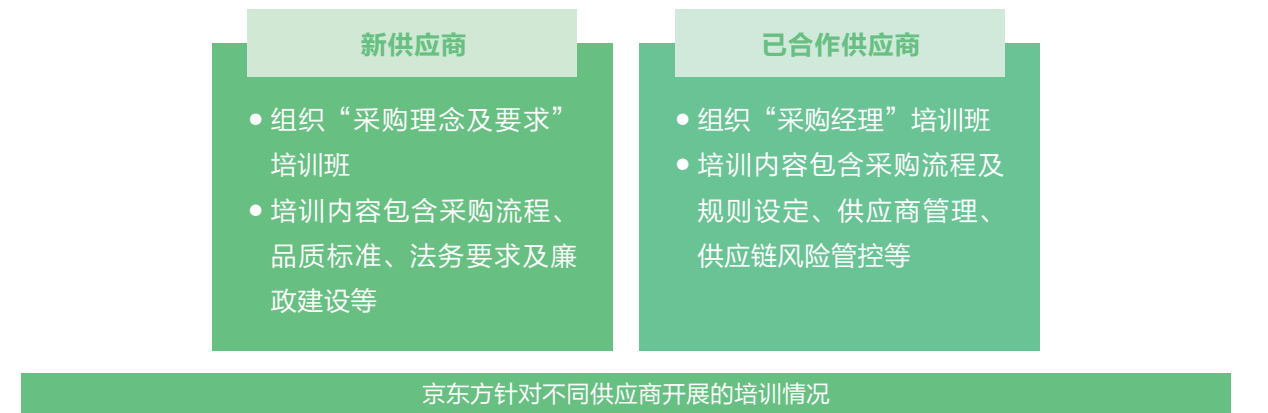 新供应商
组织“采购理念及要求”
培训班
培训内容包含采购流程、
品质标准、法务要求及廉
政建设等
已合作供应商
组织“采购经理”培训班
培训内容包含采购流程及
规则设定、供应商管理、
供应链风险管控等
京东方针对不同供应商开展的培训情况